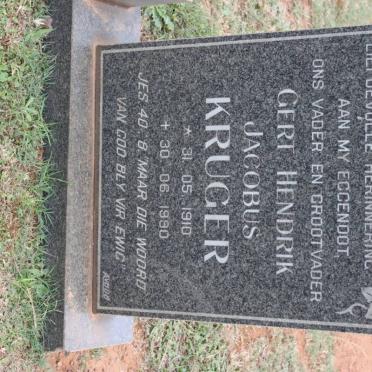 LIEFDEVOLLE HERINNERING
AAN MY EGGENOOT,
ONS VADER EN GROOTVADER
GERT HENDRIK
JACOBUS
KRUGER
* 31. 05. 1910
+ 30. 06. 1990
JES 40: 8, MAAR DIE WOORD
VAN GOD BLY VIR EWIG"